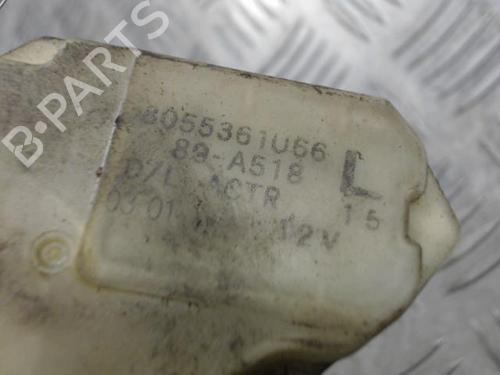 8055361U66
89-A518
D/L ACTR
L
15
12V
B-PARTS